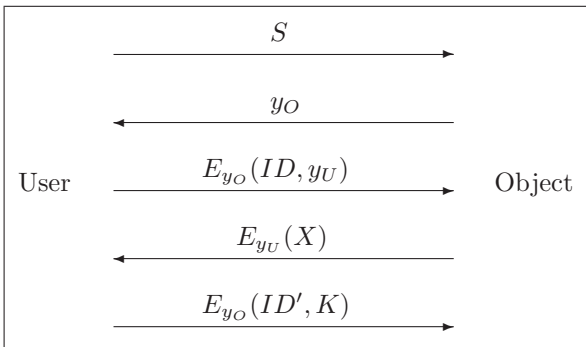 S
y_O
E_{y_O}(ID, y_U)
User Object
E_{y_U}(X)
E_{y_O}(ID′, K)